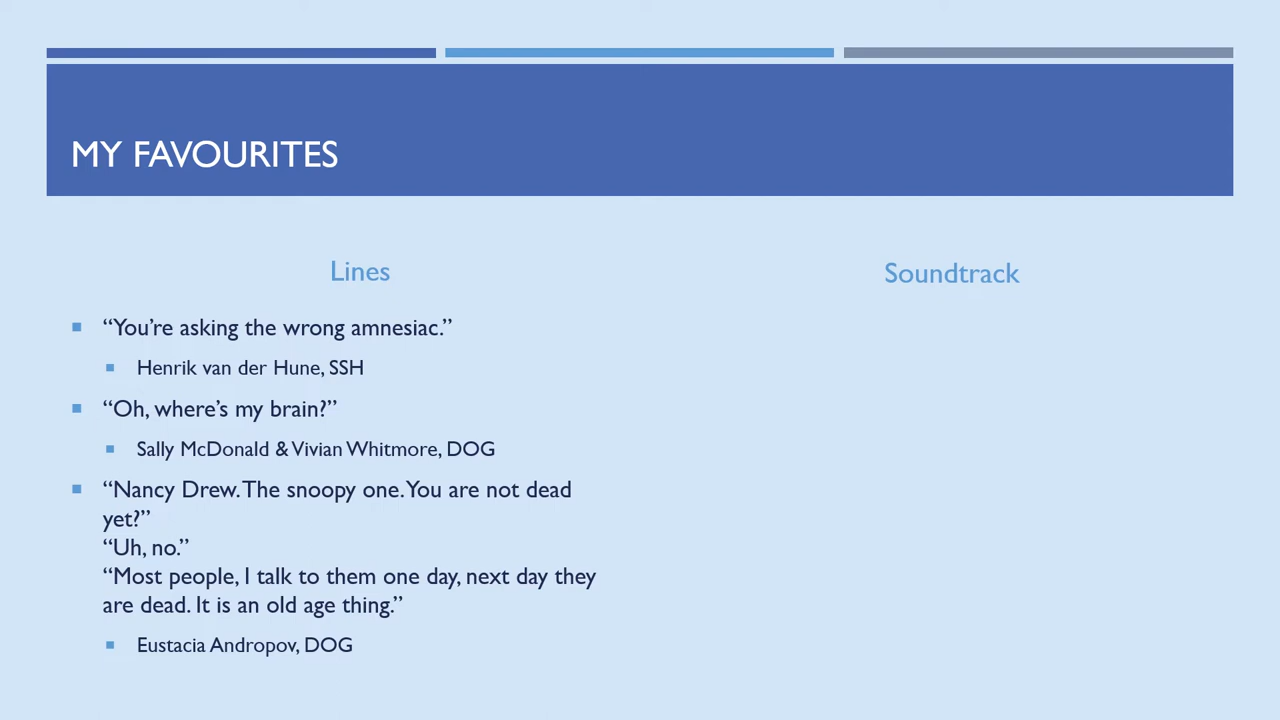 MY FAVOURITES
Lines
“You’re asking the wrong amnesiac.”
Henrik van der Hune, SSH
“Oh, where’s my brain?”
Sally McDonald & Vivian Whitmore, DOG
“Nancy Drew. The snoopy one. You are not dead
yet?”
“Uh, no.”
“Most people, I talk to them one day, next day they
are dead. It is an old age thing.”
Eustacia Andropov, DOG
Soundtrack